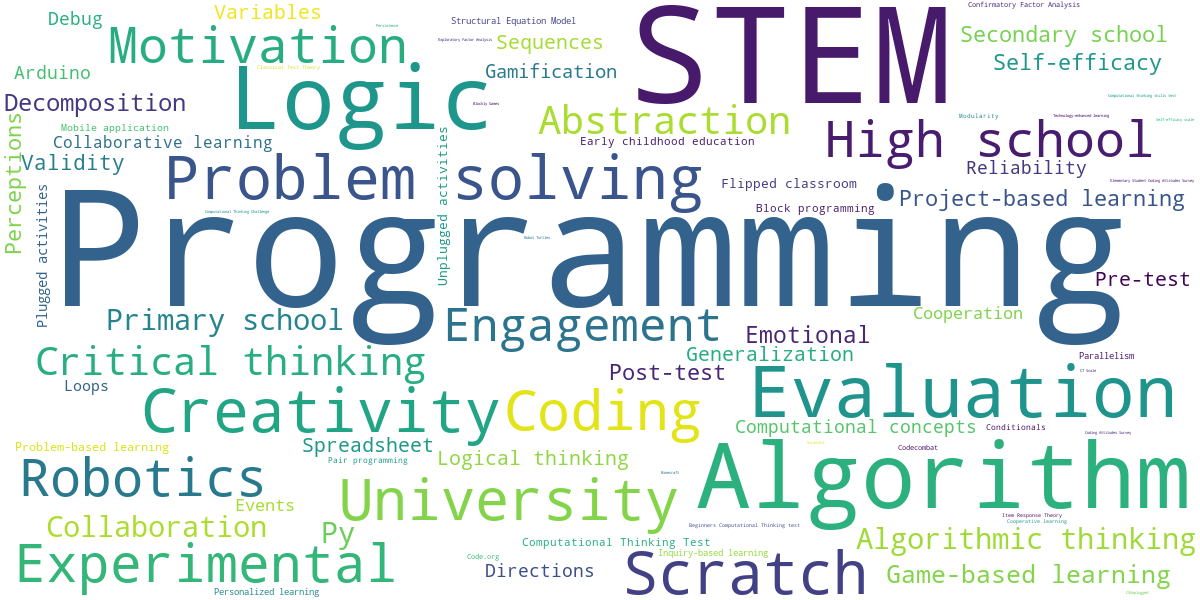 Variables
Debug
Structural Equation Model
Confirmatory Factor Analysis
Persistence
STEM
Motivation
Exploratory Factor Analysis
Sequences
Secondary school
Self-efficacy
Classical Test Theory
Arduino
Gamification
Logic
Decomposition
Blockly Games
Computational thinking skills test
Abstraction
Modularity
Technology-enhanced learning
Self-efficacy scale
Mobile application
Perceptions
Collaborative learning
Early childhood education
High school
Validity
Reliability
Problem solving
Elementary Student Coding Attitudes Survey
Flipped classroom
Project-based learning
Unplugged activities
Plugged activities
Computational Thinking Challenge
Block programming
Robot Turtles
Programming
Pre-test
Primary school
Engagement
Cooperation
Emotional
Generalization
Parallelism
Critical thinking
Post-test
CT Scale
Loops
Evaluation
Creativity
Coding
Computational concepts
Conditionals
Coding Attitudes Survey
Problem-based learning
Spreadsheet
Codecombat
Pair programming
Logical thinking
Robotics
Algorithm
University
Events
Item Response Theory
Cooperative learning
Collaboration
Py
Beginners Computational Thinking test
Computational Thinking Test
Algorithmic thinking
Inquiry-based learning
Code.org
Experimental
Directions
Scratch
Game-based learning
Personalized learning